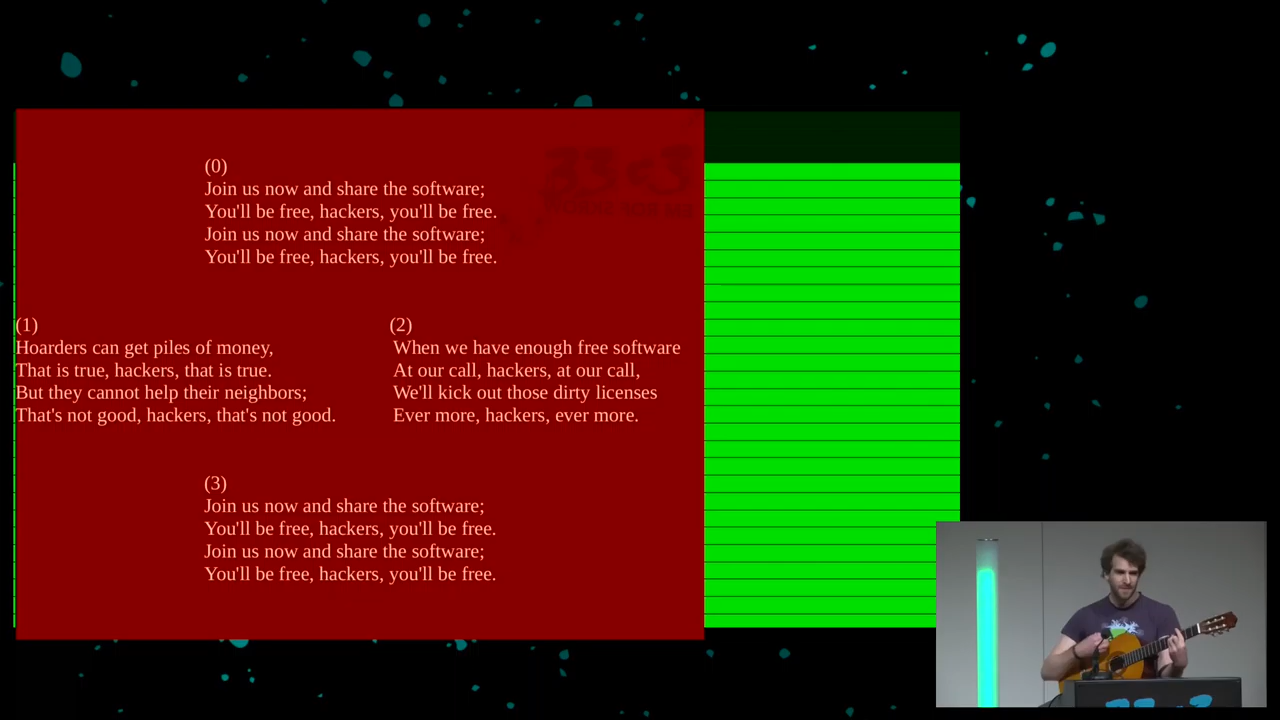 (0)
Join us now and share the software;
You'll be free, hackers, you'll be free.
Join us now and share the software;
You'll be free, hackers, you'll be free.
(1)
Hoarders can get piles of money,
That is true, hackers, that is true.
But they cannot help their neighbors;
That's not good, hackers, that's not good.
(2)
When we have enough free software
At our call, hackers, at our call,
We'll kick out those dirty licenses
Ever more, hackers, ever more.
(3)
Join us now and share the software;
You'll be free, hackers, you'll be free.
Join us now and share the software;
You'll be free, hackers, you'll be free.